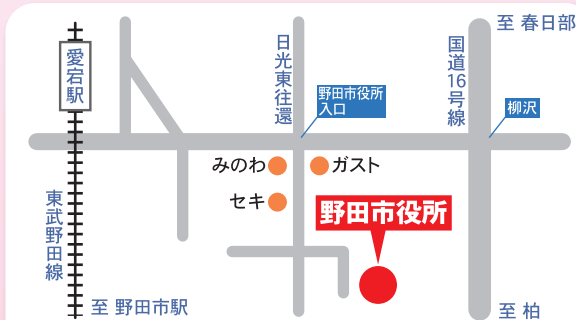 至 春日部
愛宕駅
日光東往還
国道16号線
野田市役所
入口
柳沢
みのわ
ガスト
セキ
野田市役所
東武野田線
至 野田市駅
至 柏